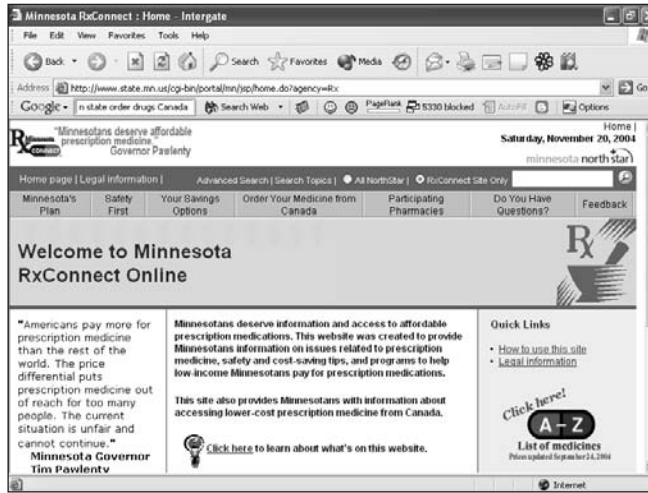 Minnesota RxConnect : Home - Intergate
File Edit View Favorites Tools Help
Back Search Favorites Media
Address http://www.state.mn.us/cgi-bin/portal/mn/jsp/home.do?agency=Rx Go
Google n state order drugs Canada Search Web PageRank 5330 blocked AutoFill Options
Rx Minnesota CONNECT
"Minnesotans deserve affordable
prescription medicine."
Governor Pawlenty
Home |
Saturday, November 20, 2004
minnesota north star
Home page | Legal information | Advanced Search | Search Topics | All NorthStar | RxConnect Site Only
Minnesota's Plan
Safety First
Your Savings Options
Order Your Medicine from Canada
Participating Pharmacies
Do You Have Questions?
Feedback
Welcome to Minnesota
RxConnect Online
Rx
"Americans pay more for
prescription medicine
than the rest of the
world. The price
differential puts
prescription medicine out
of reach for too many
people. The current
situation is unfair and
cannot continue."
Minnesota Governor
Tim Pawlenty
Minnesotans deserve information and access to affordable
prescription medications. This website was created to provide
Minnesotans information on issues related to prescription
medicine, safety and cost-saving tips, and programs to help
low-income Minnesotans pay for prescription medications.
This site also provides Minnesotans with information about
accessing lower-cost prescription medicine from Canada.
Click here to learn about what's on this website.
Quick Links
• How to use this site
• Legal information
Click here!
A-Z
List of medicines
Prices updated September 24, 2004
Internet